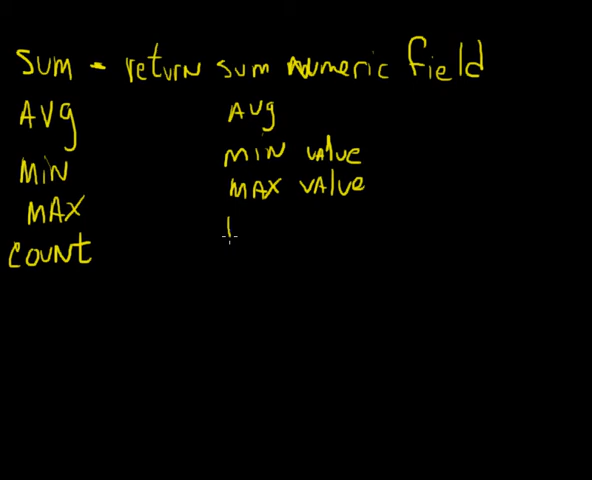 SUM - return sum numeric field
AVG AVG
MIN MIN VALUE
MAX MAX VALUE
COUNT